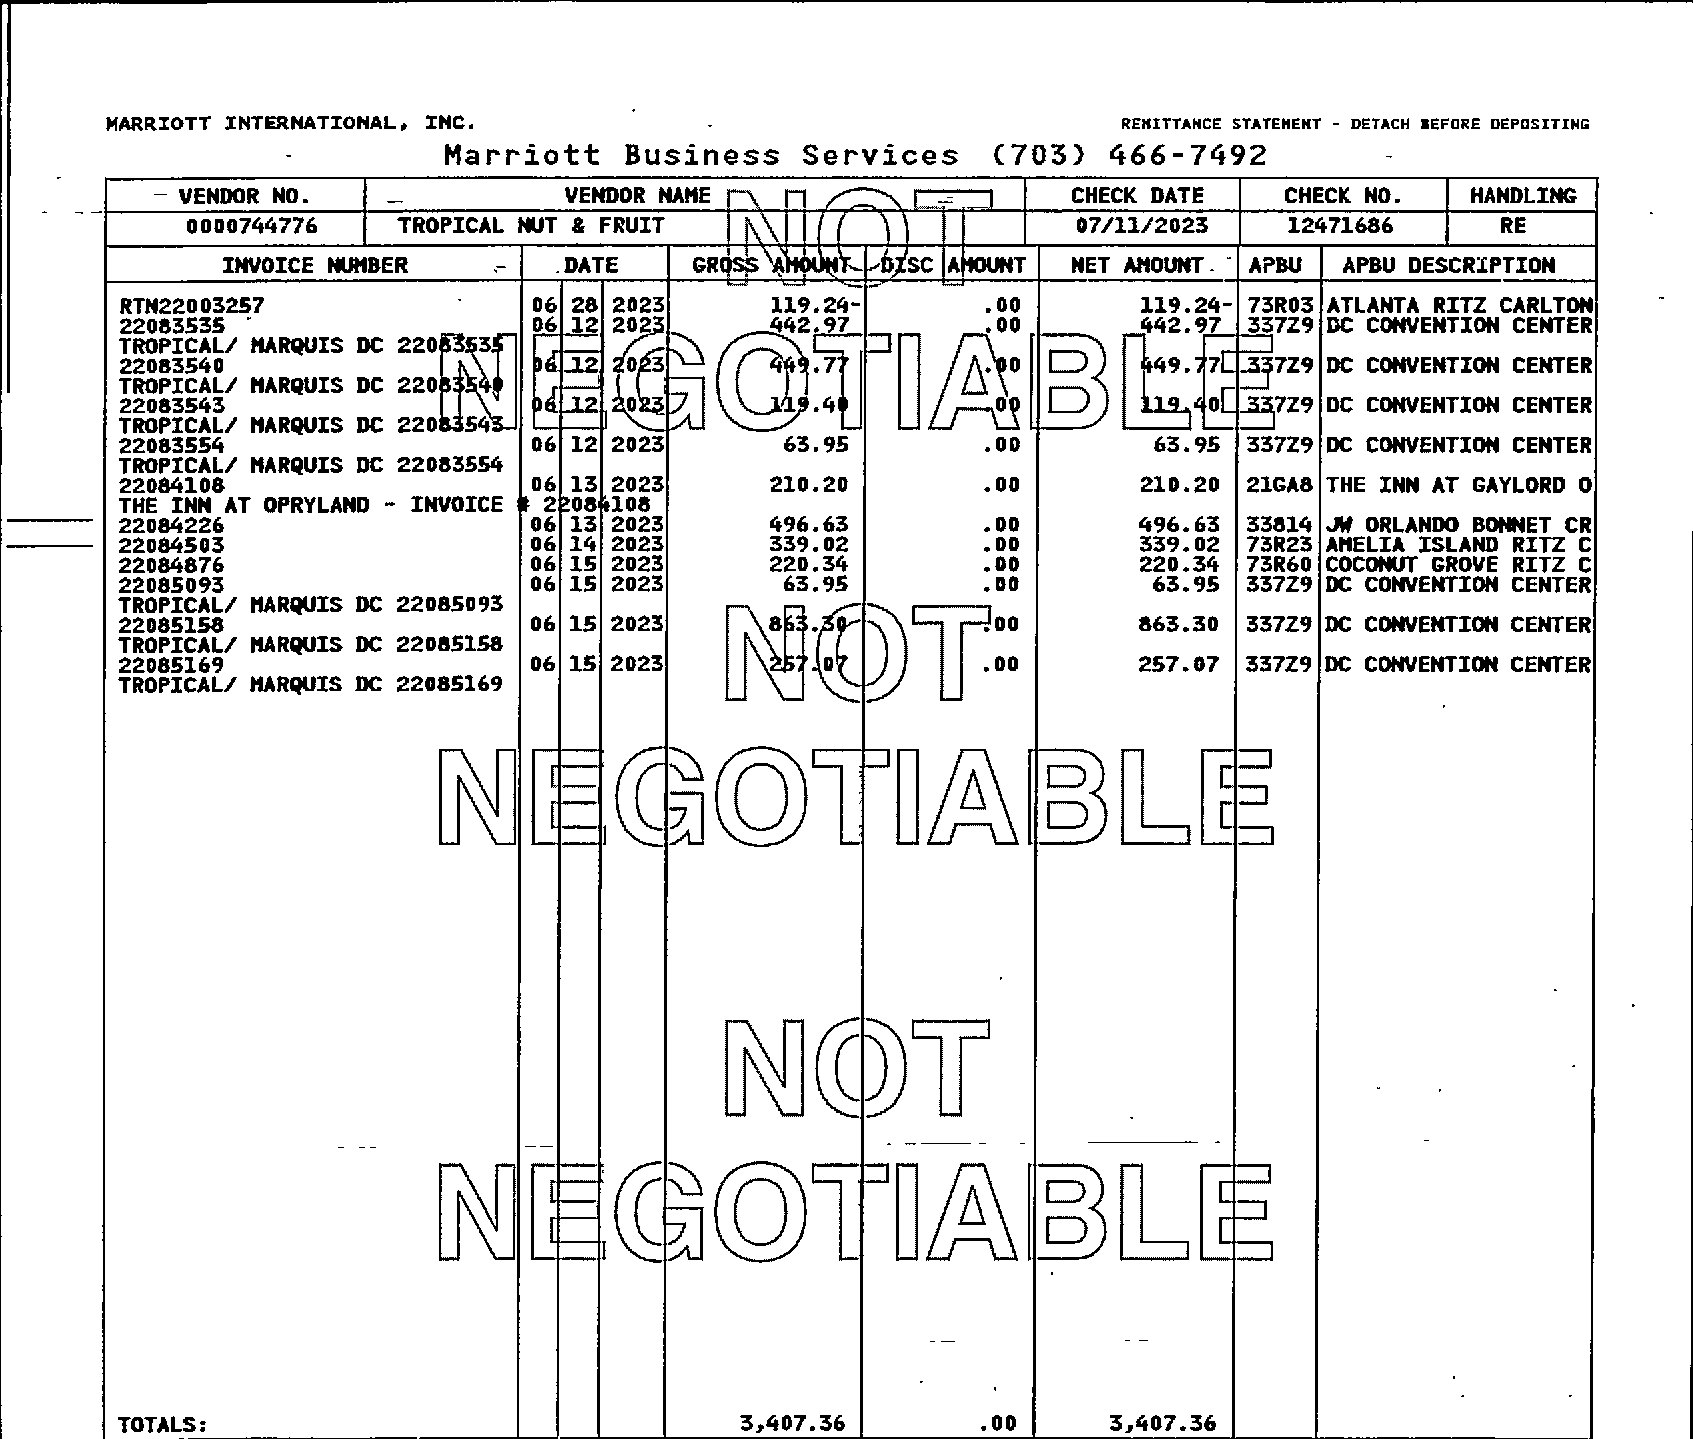 MARRIOTT INTERNATIONAL, INC. REMITTANCE STATEMENT - DETACH BEFORE DEPOSITING
Marriott Business Services (703) 466-7492
VENDOR NO. VENDOR NAME CHECK DATE CHECK NO. HANDLING
0000744776 TROPICAL NUT & FRUIT 07/11/2023 12471686 RE
INVOICE NUMBER DATE GROSS AMOUNT DISC AMOUNT NET AMOUNT APBU APBU DESCRIPTION
NOT
RTN22003257 06 28 2023 119.24- .00 119.24- 73R03 ATLANTA RITZ CARLTON
22083535 06 12 2023 442.97 .00 442.97 337Z9 DC CONVENTION CENTER
TROPICAL/ MARQUIS DC 22083535
22083540 06 12 2023 449.77 .00 449.77 337Z9 DC CONVENTION CENTER
TROPICAL/ MARQUIS DC 22083540
NEGOTIABLE
22083543 06 12 2023 119.40 .00 119.40 337Z9 DC CONVENTION CENTER
TROPICAL/ MARQUIS DC 22083543
22083554 06 12 2023 63.95 .00 63.95 337Z9 DC CONVENTION CENTER
TROPICAL/ MARQUIS DC 22083554
22084108 06 13 2023 210.20 .00 210.20 21GA8 THE INN AT GAYLORD O
THE INN AT OPRYLAND - INVOICE # 22084108
22084226 06 13 2023 496.63 .00 496.63 33814 JW ORLANDO BONNET CR
22084503 06 14 2023 339.02 .00 339.02 73R23 AMELIA ISLAND RITZ C
22084876 06 15 2023 220.34 .00 220.34 73R60 COCONUT GROVE RITZ C
22085093 06 15 2023 63.95 .00 63.95 337Z9 DC CONVENTION CENTER
TROPICAL/ MARQUIS DC 22085093
22085158 06 15 2023 863.30 .00 863.30 337Z9 DC CONVENTION CENTER
TROPICAL/ MARQUIS DC 22085158
NOT
22085169 06 15 2023 257.07 .00 257.07 337Z9 DC CONVENTION CENTER
TROPICAL/ MARQUIS DC 22085169
NEGOTIABLE
NOT
NEGOTIABLE
TOTALS: 3,407.36 .00 3,407.36